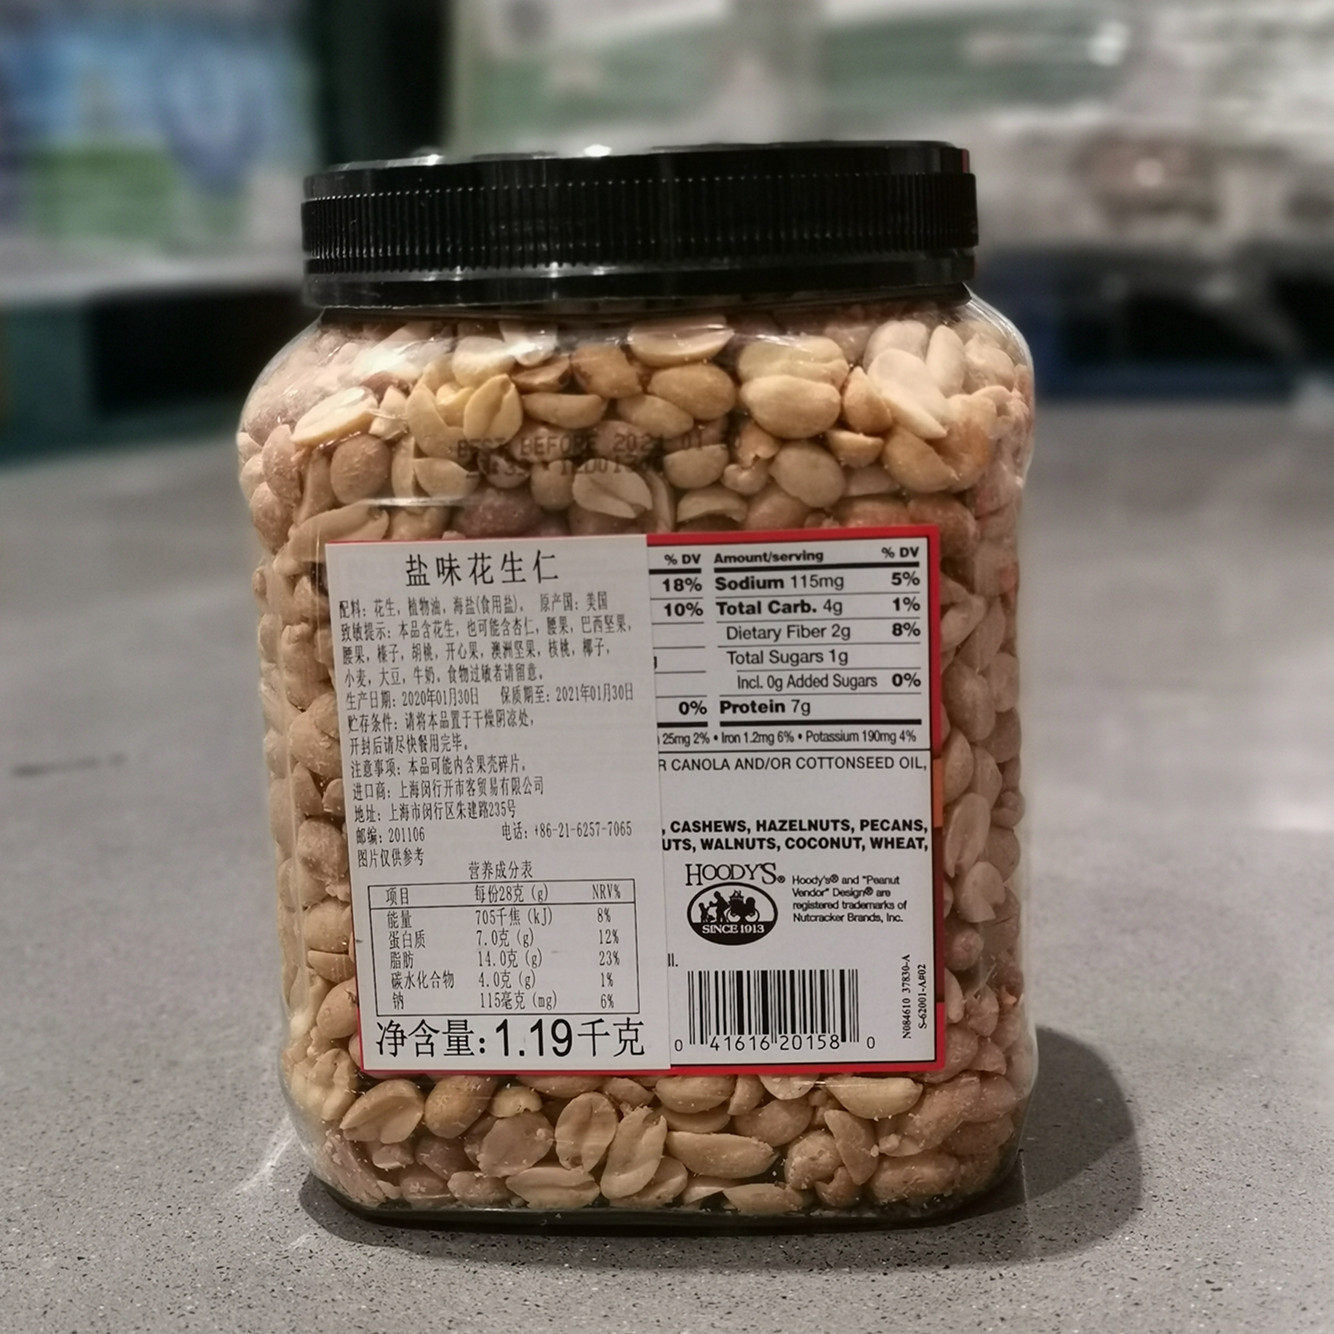 BEST BEFORE 2021 01
盐味花生仁
配料：花生，植物油，海盐(食用盐)。 原产国：美国
致敏提示：本品含花生，也可能含杏仁，腰果，巴西坚果，
腰果，榛子，胡桃，开心果，澳洲坚果，核桃，椰子，
小麦，大豆，牛奶。食物过敏者请留意。
生产日期：2020年01月30日 保质期至：2021年01月30日
贮存条件：请将本品置于干燥阴凉处，
开封后请尽快餐用完毕。
注意事项：本品可能内含果壳碎片。
进口商：上海闵行开市客贸易有限公司
地址：上海市闵行区朱建路235号
邮编：201106 电话：+86-21-6257-7065
图片仅供参考
营养成分表
项目 每份28克 (g) NRV%
能量 705千焦 (kJ) 8%
蛋白质 7.0克 (g) 12%
脂肪 14.0克 (g) 23%
碳水化合物 4.0克 (g) 1%
钠 115毫克 (mg) 6%
净含量：1.19千克
% DV Amount/serving % DV
18% Sodium 115mg 5%
10% Total Carb. 4g 1%
Dietary Fiber 2g 8%
Total Sugars 1g
Incl. 0g Added Sugars 0%
0% Protein 7g
25mg 2% • Iron 1.2mg 6% • Potassium 190mg 4%
R CANOLA AND/OR COTTONSEED OIL,
, CASHEWS, HAZELNUTS, PECANS,
UTS, WALNUTS, COCONUT, WHEAT,
HOODY'S®
SINCE 1913
Hoody's® and "Peanut
Vendor" Design® are
registered trademarks of
Nutcracker Brands, Inc.
ll.
0 41616 20158 0
N084610 37830-A
S-62001-A#02